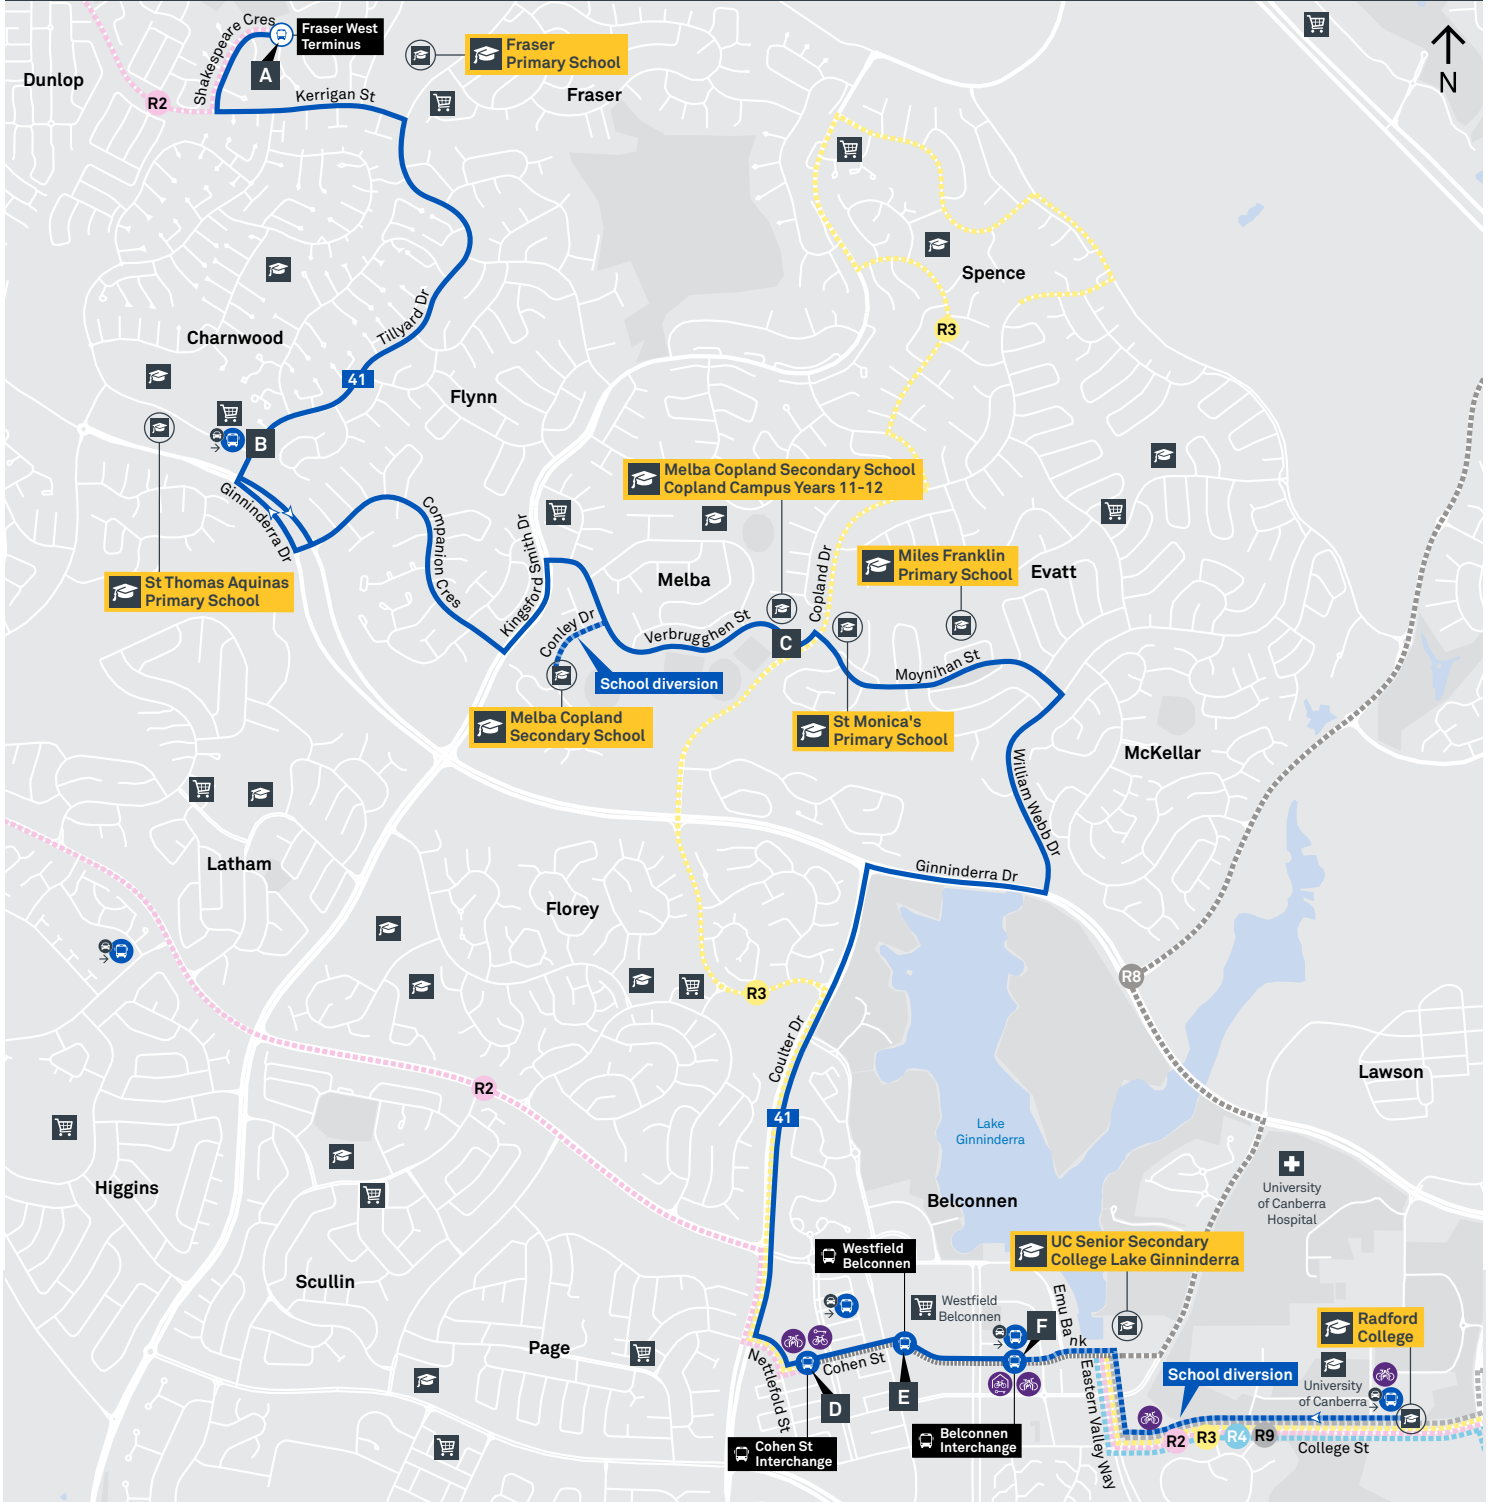 Shakespeare Cres
Fraser West
Terminus
A
Fraser
Primary School
N
Dunlop
R2
Kerrigan St
Fraser
Spence
R3
Tillyard Dr
Charnwood
41
Flynn
B
Ginninderra Dr
Companion Cres
Kingsford Smith Dr
Melba Copland Secondary School
Copland Campus Years 11-12
St Thomas Aquinas
Primary School
Melba
Copland Dr
Miles Franklin
Primary School
Evatt
Conley Dr
Verbrugghen St
C
Moynihan St
School diversion
Melba Copland
Secondary School
St Monica's
Primary School
McKellar
William Webb Dr
Latham
Ginninderra Dr
Florey
R8
R3
Coulter Dr
Lawson
R2
41
Lake
Ginninderra
Higgins
Belconnen
University
of Canberra
Hospital
Westfield
Belconnen
UC Senior Secondary
College Lake Ginninderra
Scullin
Westfield
Belconnen
Emu Bank
F
Radford
College
Page
Nettlefold St
Cohen St
D
E
Eastern Valley Way
School diversion
University
of Canberra
Cohen St
Interchange
Belconnen
Interchange
R2
R3
R4
R9
College St